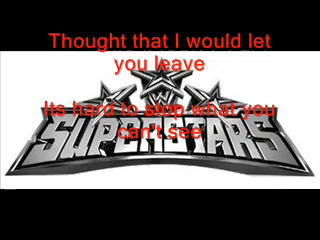 Thought that I would let
you leave
W
Its hard to stop what you
can't see
SUPERSTARS